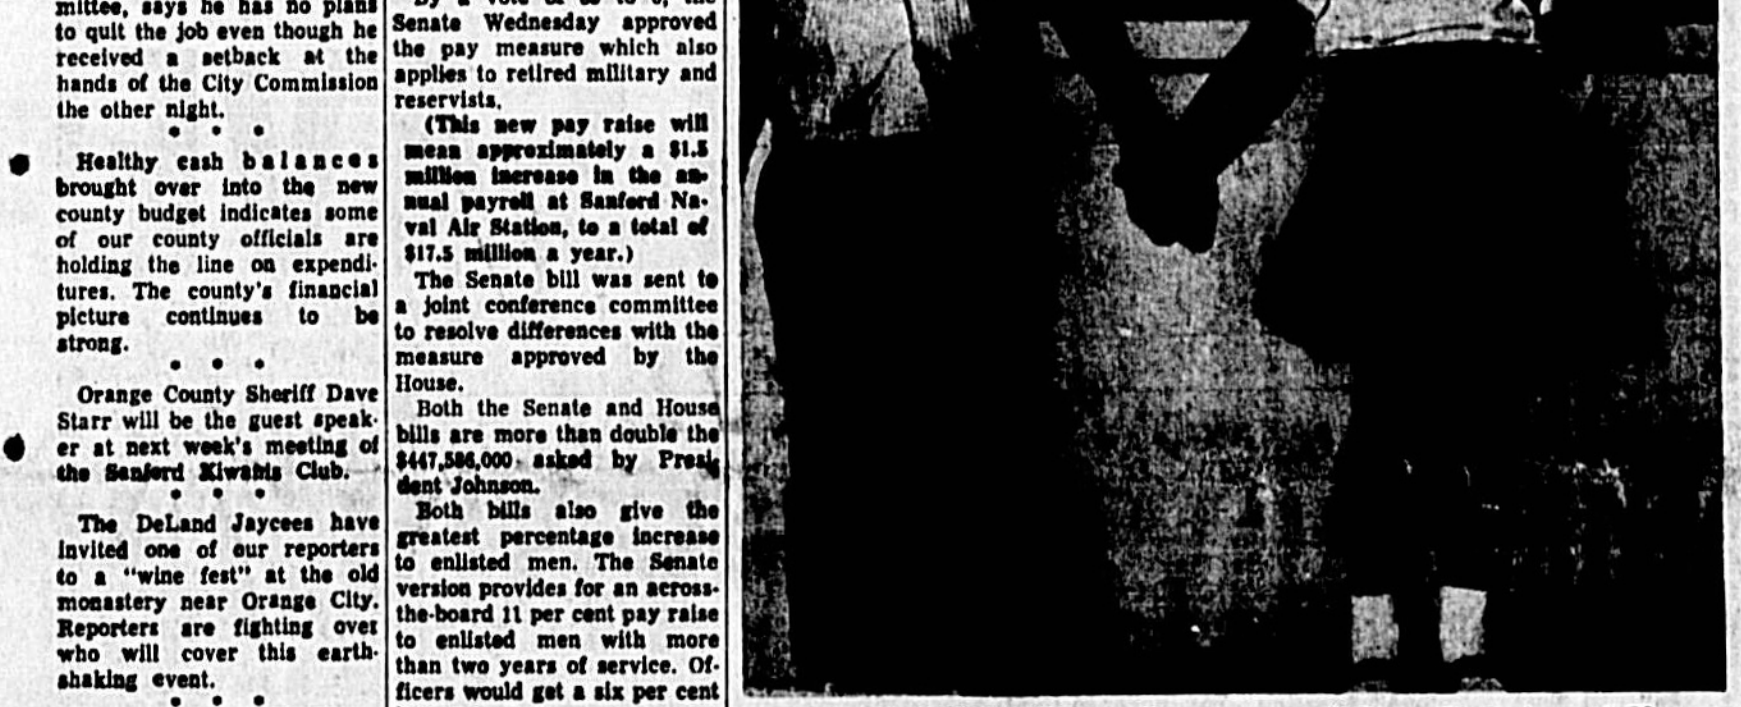 mittee, says he has no plans
to quit the job even though he
received a setback at the
hands of the City Commission
the other night.
• • •
Healthy cash balances
brought over into the new
county budget indicates some
of our county officials are
holding the line on expendi-
tures. The county's financial
picture continues to be
strong.
• • •
Orange County Sheriff Dave
Starr will be the guest speak-
er at next week's meeting of
the Sanford Kiwanis Club.
• • •
The DeLand Jaycees have
invited one of our reporters
to a "wine fest" at the old
monastery near Orange City.
Reporters are fighting over
who will cover this earth-
shaking event.
• • •
By a vote of to 0, the
Senate Wednesday approved
the pay measure which also
applies to retired military and
reservists.
(This new pay raise will
mean approximately a $1.5
million increase in the an-
nual payroll at Sanford Na-
val Air Station, to a total of
$17.5 million a year.)
The Senate bill was sent to
a joint conference committee
to resolve differences with the
measure approved by the
House.
Both the Senate and House
bills are more than double the
$447,586,000 asked by Presi-
dent Johnson.
Both bills also give the
greatest percentage increase
to enlisted men. The Senate
version provides for an across-
the-board 11 per cent pay raise
to enlisted men with more
than two years of service. Of-
ficers would get a six per cent